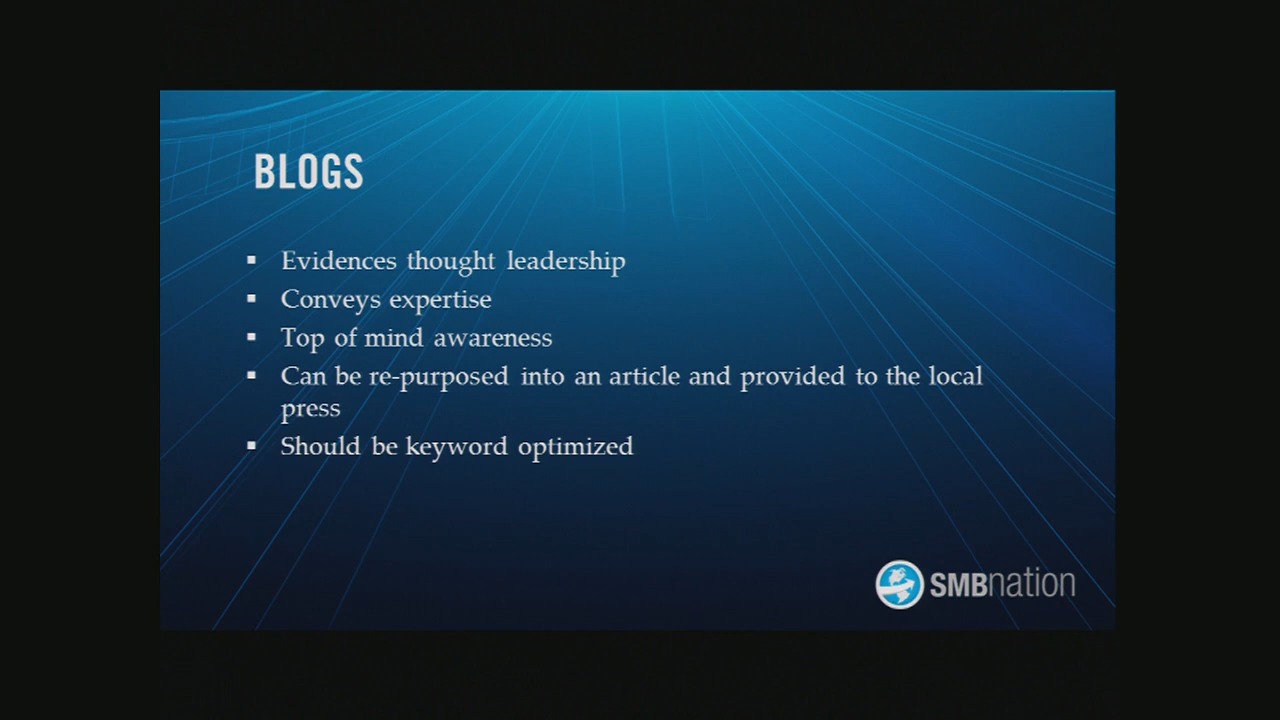 BLOGS
▪ Evidences thought leadership
▪ Conveys expertise
▪ Top of mind awareness
▪ Can be re-purposed into an article and provided to the local
press
▪ Should be keyword optimized
SMBnation